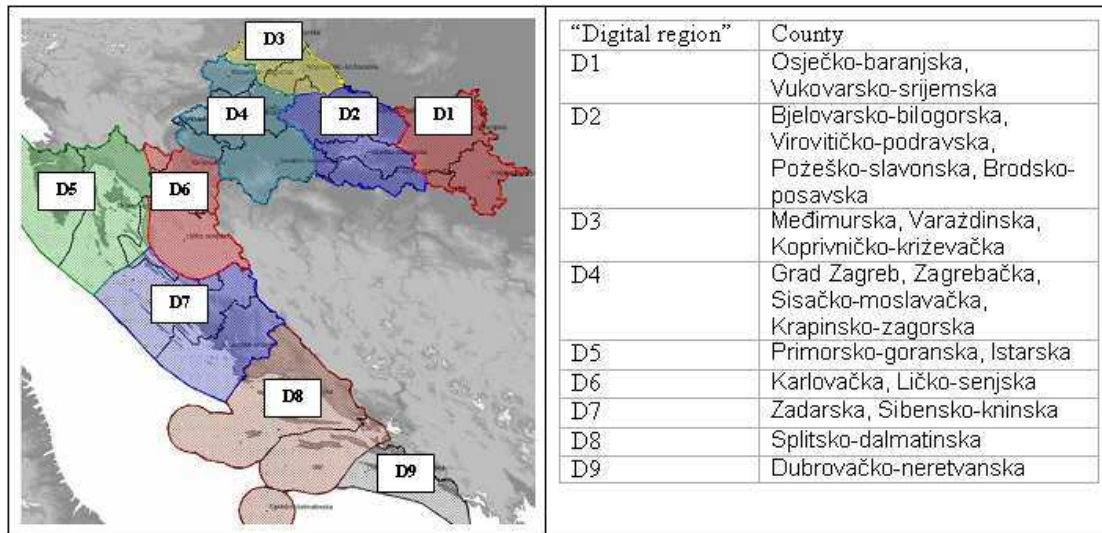 D3
D4
D2
D1
D5
D6
D7
D8
D9
“Digital region” County
D1 Osječko-baranjska,
Vukovarsko-srijemska
D2 Bjelovarsko-bilogorska,
Virovitičko-podravska,
Požeško-slavonska, Brodsko-
posavska
D3 Međimurska, Varaždinska,
Koprivničko-križevačka
D4 Grad Zagreb, Zagrebačka,
Sisačko-moslavačka,
Krapinsko-zagorska
D5 Primorsko-goranska, Istarska
D6 Karlovačka, Ličko-senjska
D7 Zadarska, Sibensko-kninska
D8 Splitsko-dalmatinska
D9 Dubrovačko-neretvanska